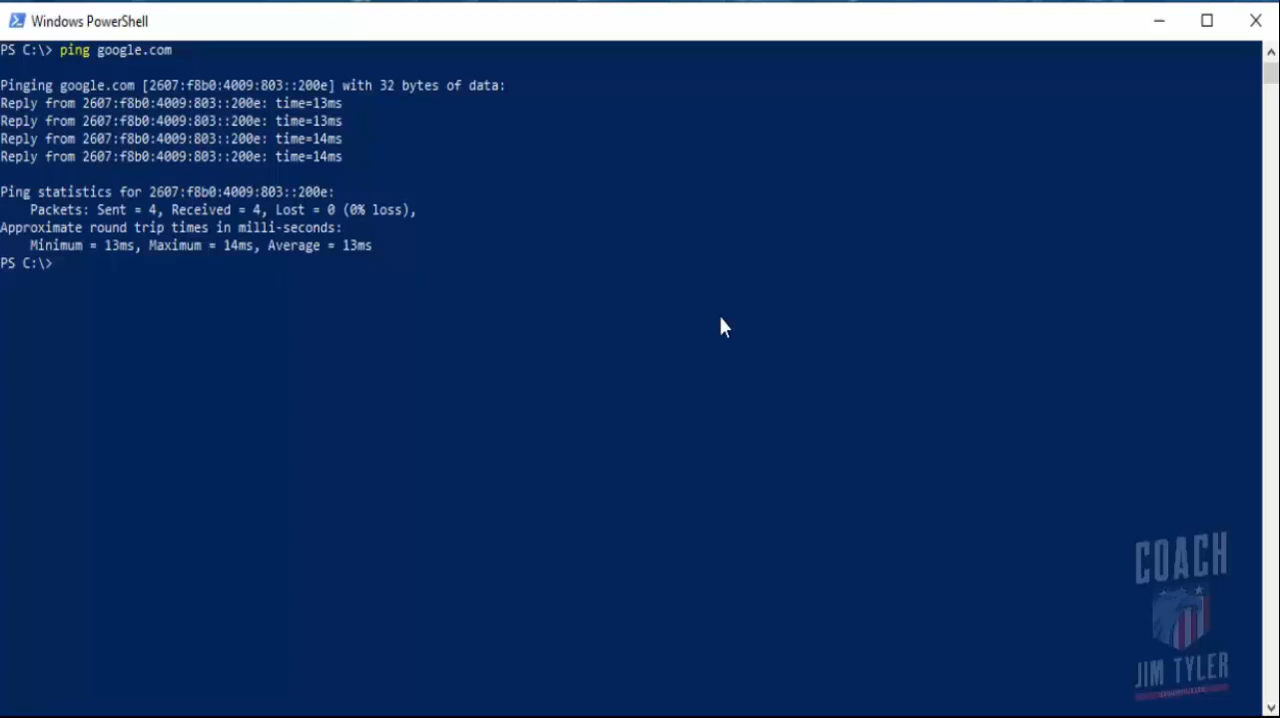 Windows PowerShell
PS C:\> ping google.com
Pinging google.com [2607:f8b0:4009:803::200e] with 32 bytes of data:
Reply from 2607:f8b0:4009:803::200e: time=13ms
Reply from 2607:f8b0:4009:803::200e: time=13ms
Reply from 2607:f8b0:4009:803::200e: time=14ms
Reply from 2607:f8b0:4009:803::200e: time=14ms
Ping statistics for 2607:f8b0:4009:803::200e:
    Packets: Sent = 4, Received = 4, Lost = 0 (0% loss),
Approximate round trip times in milli-seconds:
    Minimum = 13ms, Maximum = 14ms, Average = 13ms
PS C:\>
COACH
JIM TYLER